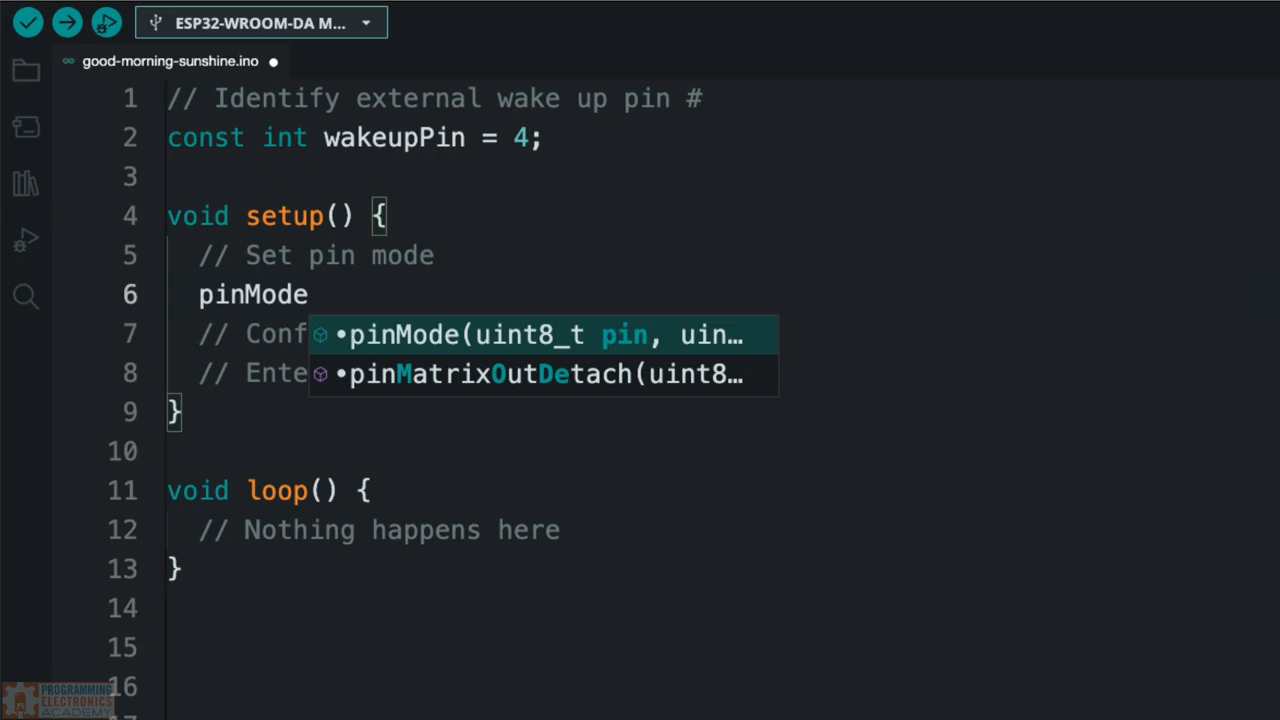 ESP32-WROOM-DA M...
good-morning-sunshine.ino
1 // Identify external wake up pin #
2 const int wakeupPin = 4;
3
4 void setup() {
5 // Set pin mode
6 pinMode
7 // Conf
•pinMode(uint8_t pin, uin…
8 // Ente
•pinMatrixOutDetach(uint8…
9 }
10
11 void loop() {
12 // Nothing happens here
13 }
14
15
16
PROGRAMMING
ELECTRONICS
ACADEMY